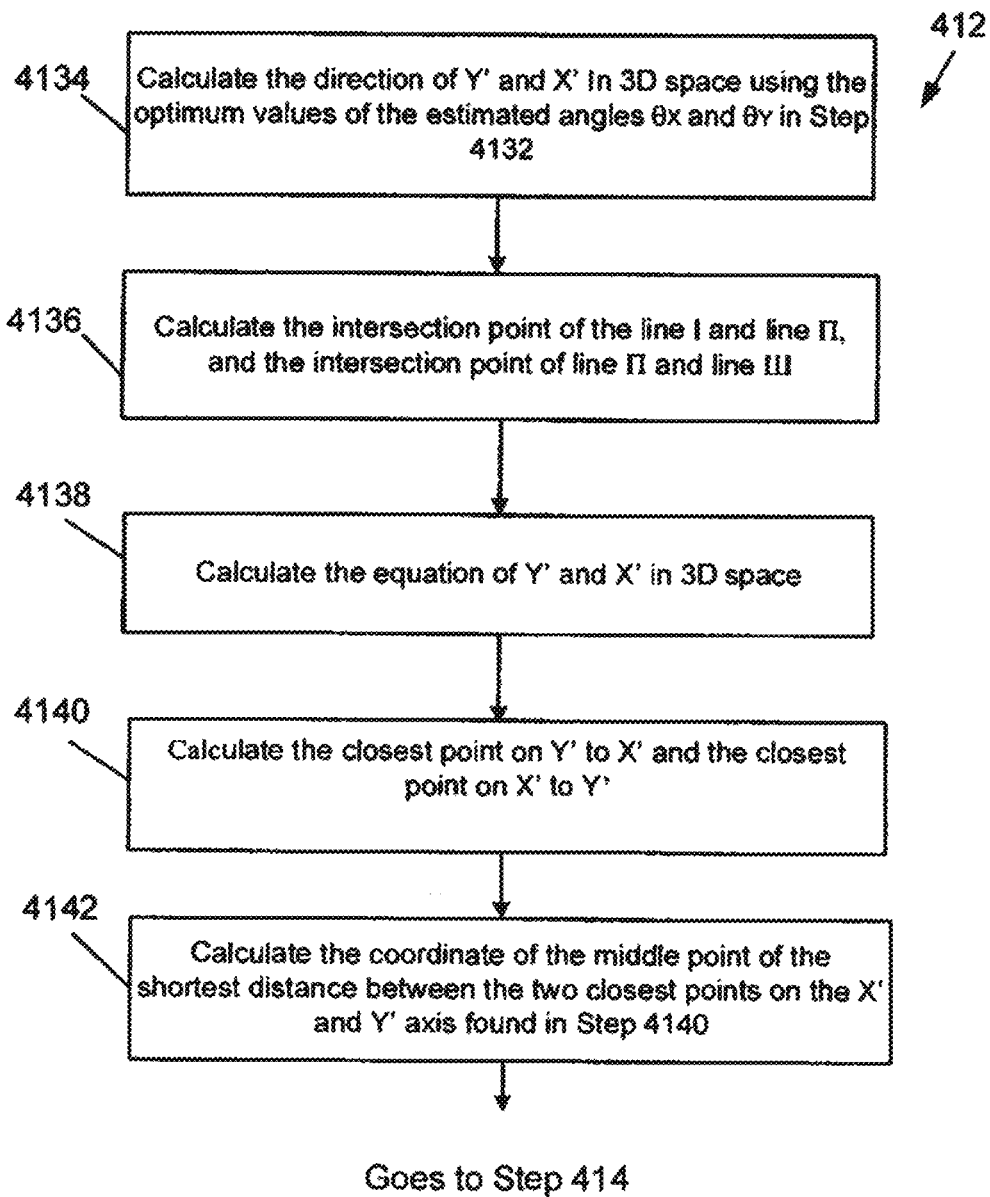 412
4134
Calculate the direction of Y' and X' In 3D space using the
optimum values of the estimated angles θx and θY in Step
4132
4136
Calculate the intersection point of the line I and line Π,
and the intersection point of line Π and line Ш
4138
Calculate the equation of Y' and X' in 3D space
4140
Calculate the closest point on Y' to X' and the closest
point on X' to Y'
4142
Calculate the coordinate of the middle point of the
shortest distance between the two closest points on the X'
and Y' axis found in Step 4140
Goes to Step 414